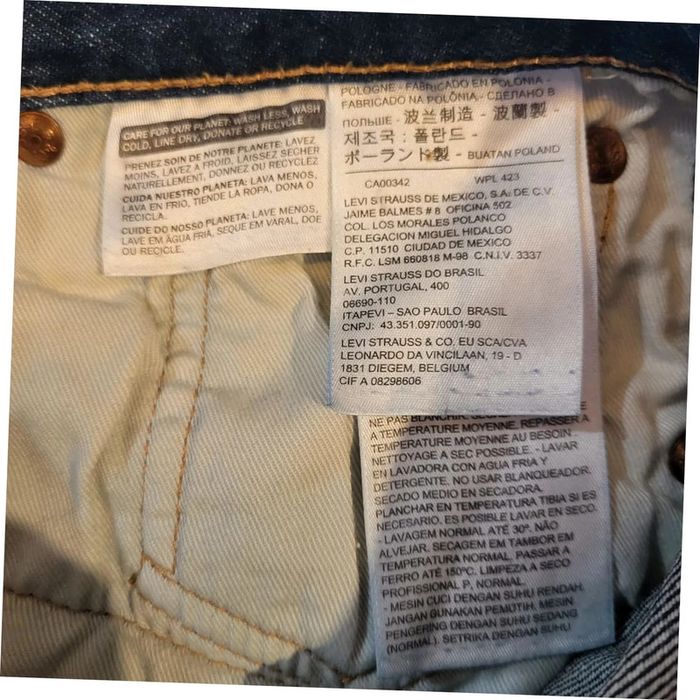 CARE FOR OUR PLANET: WASH LESS, WASH
COLD, LINE DRY, DONATE OR RECYCLE
PRENEZ SOIN DE NOTRE PLANETE: LAVEZ
MOINS, LAVEZ A FROID, LAISSEZ SÉCHER
NATURELLEMENT, DONNEZ OU RECYCLEZ
CUIDA NUESTRO PLANETA: LAVA MENOS,
LAVA EN FRIO, TIENDE LA ROPA, DONA O
RECICLA.
CUIDE DO NOSSO PLANETA: LAVE MENOS,
LAVE EM ÁGUA FRIA, SEQUE EM VARAL, DOE
OU RECICLE.
POLOGNE - FABRICADO EN POLONIA -
FABRICADO NA POLÔNIA - СДЕЛАНО В
ПОЛЬШЕ - 波兰制造 - 波蘭製 -
제조국 : 폴란드 -
ポーランド製 - BUATAN POLAND
CA00342 WPL 423
LEVI STRAUSS DE MEXICO, S.A. DE C.V.
JAIME BALMES # 8 OFICINA 502
COL. LOS MORALES POLANCO
DELEGACION MIGUEL HIDALGO
C.P. 11510 CIUDAD DE MEXICO
R.F.C. LSM 660818 M-98 C.N.I.V. 3337
LEVI STRAUSS DO BRASIL
AV. PORTUGAL, 400
06690-110
ITAPEVI – SAO PAULO BRASIL
CNPJ: 43.351.097/0001-90
LEVI STRAUSS & CO. EU SCA/CVA
LEONARDO DA VINCILAAN, 19 - D
1831 DIEGEM, BELGIUM
CIF A 08298606
NE PAS BLANCHIR.
A TEMPERATURE MOYENNE. REPASSER A
TEMPERATURE MOYENNE AU BESOIN
NETTOYAGE A SEC POSSIBLE. - LAVAR
EN LAVADORA CON AGUA FRIA Y
DETERGENTE. NO USAR BLANQUEADOR.
SECADO MEDIO EN SECADORA.
PLANCHAR EN TEMPERATURA TIBIA SI ES
NECESARIO. ES POSIBLE LAVAR EN SECO.
- LAVAGEM NORMAL ATÉ 30º. NÃO
ALVEJAR. SECAGEM EM TAMBOR EM
TEMPERATURA NORMAL. PASSAR A
FERRO ATÉ 150ºC. LIMPEZA A SECO
PROFISSIONAL P, NORMAL.
- MESIN CUCI DENGAN SUHU RENDAH.
JANGAN GUNAKAN PEMUTIH. MESIN
PENGERING DENGAN SUHU SEDANG
(NORMAL). SETRIKA DENGAN SUHU